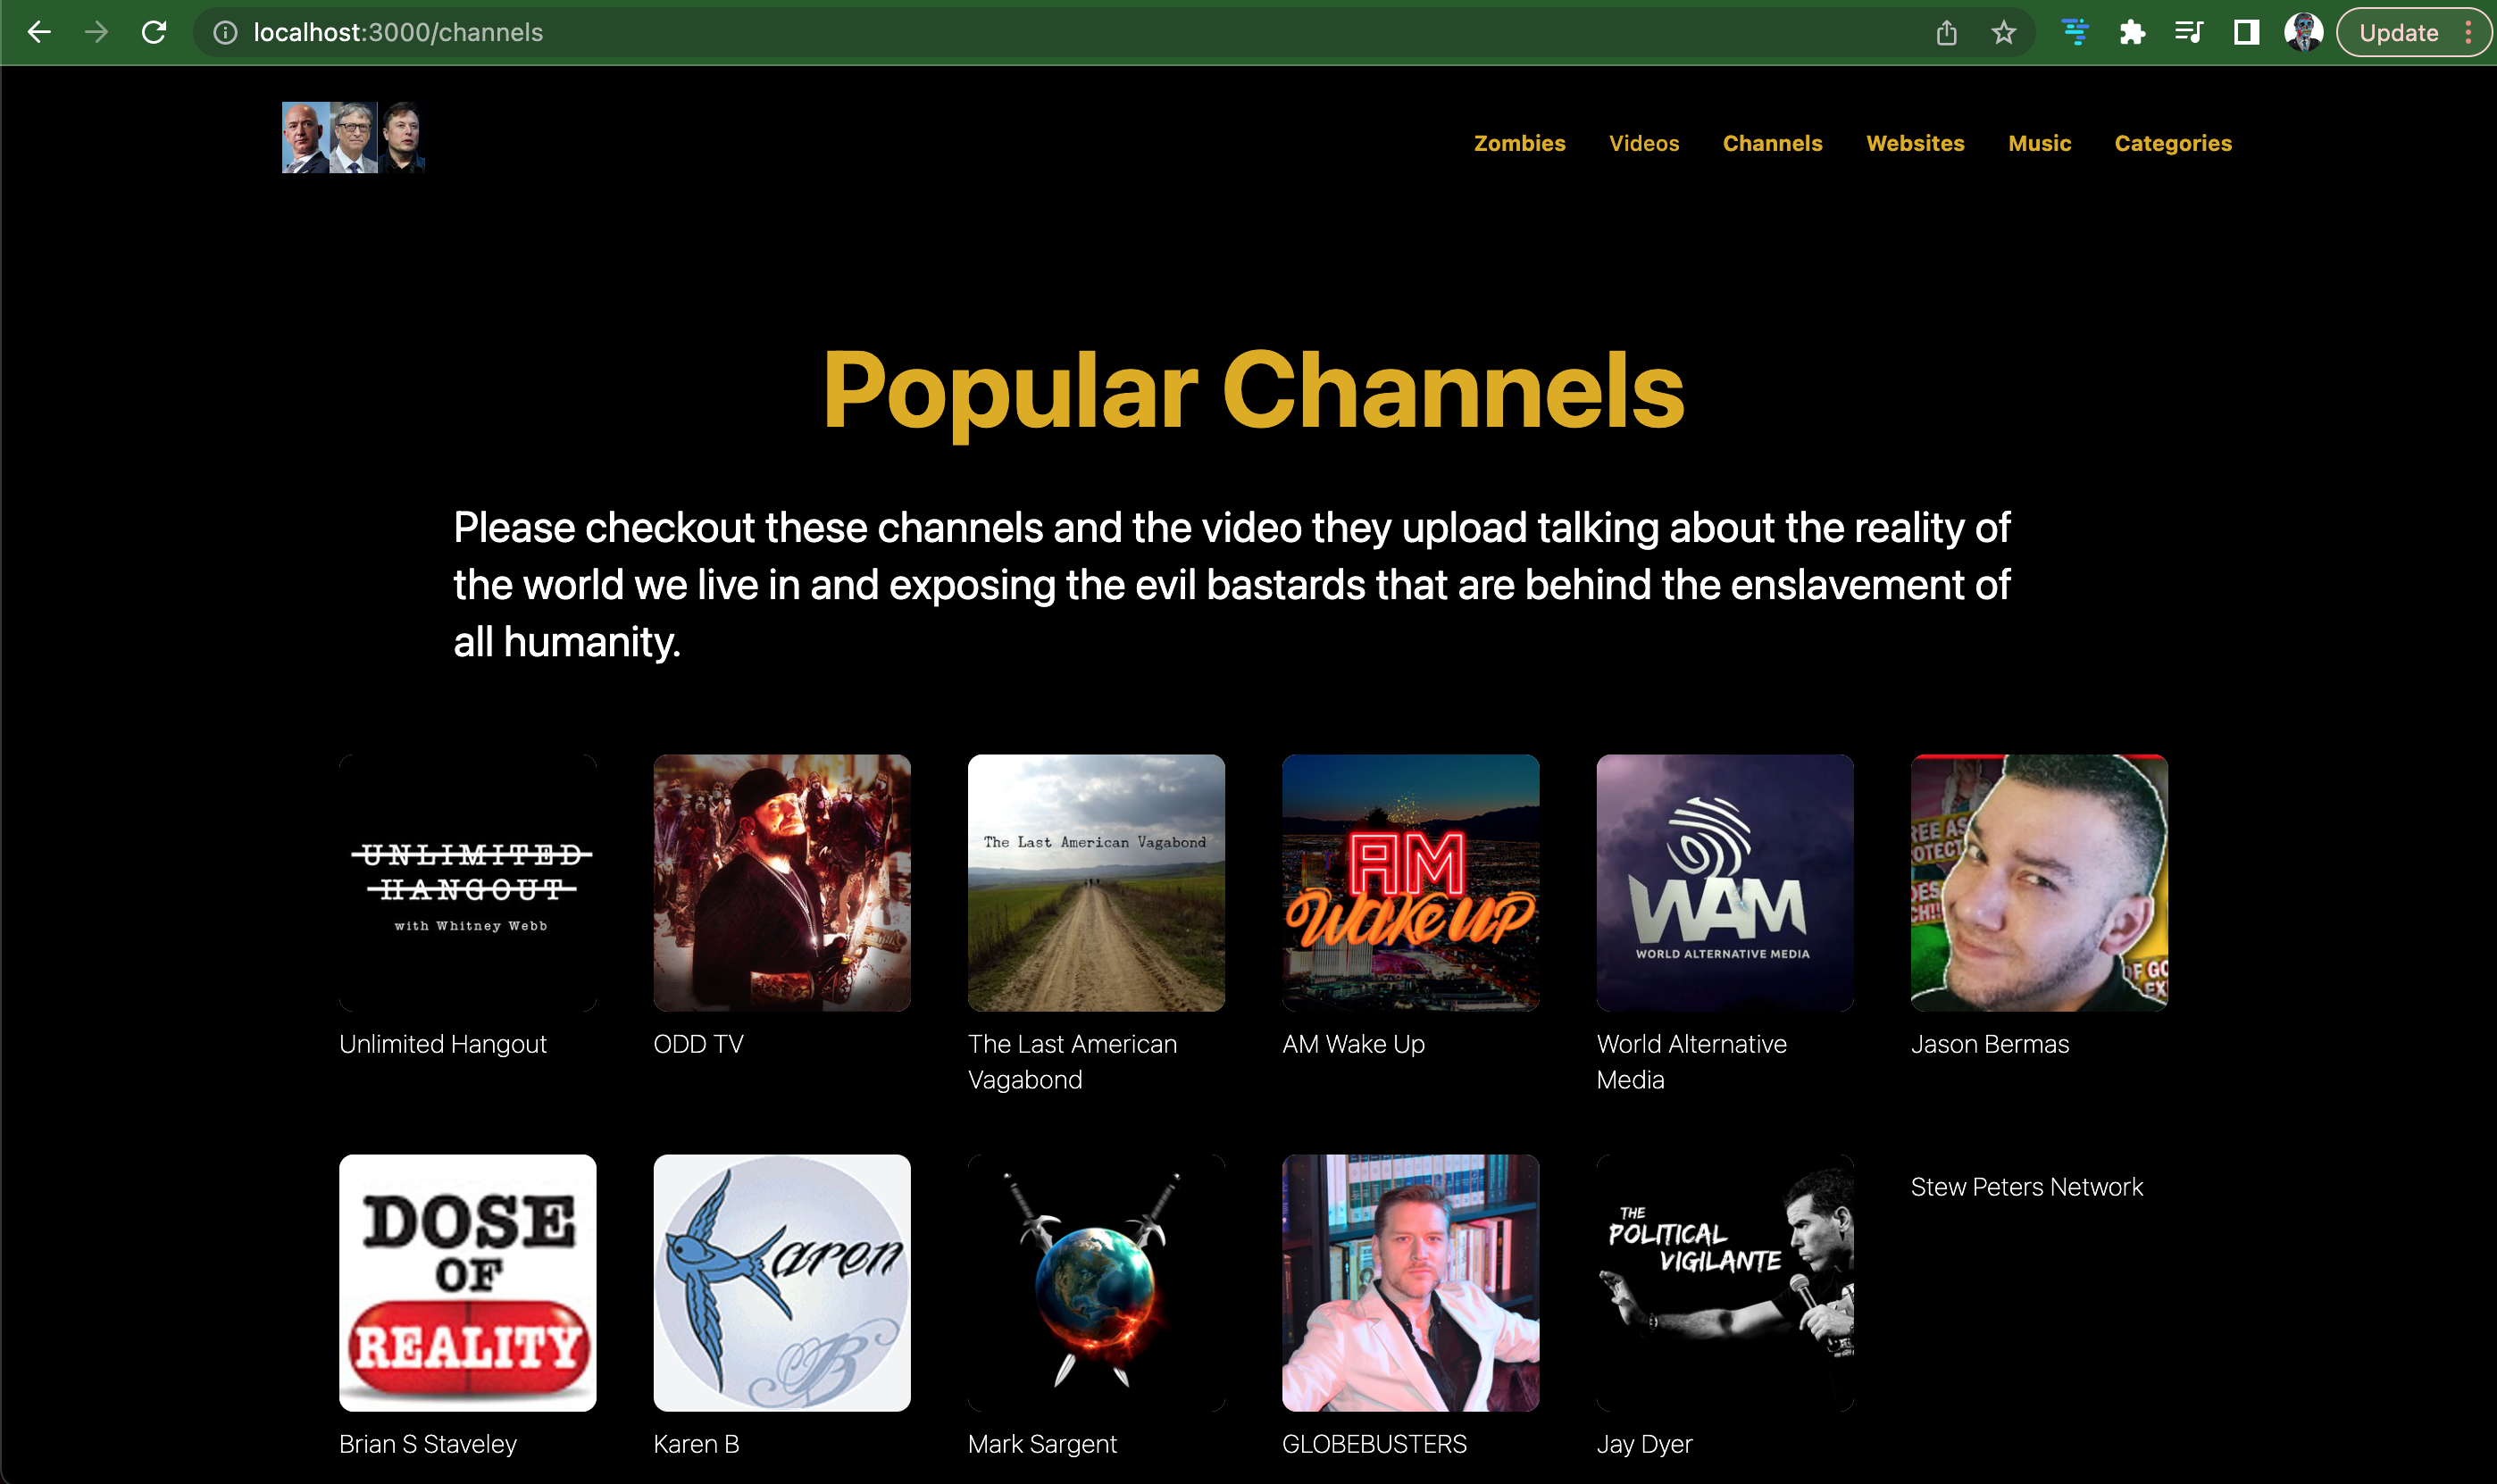 localhost:3000/channels
Update
Zombies Videos Channels Websites Music Categories
Popular Channels
Please checkout these channels and the video they upload talking about the reality of
the world we live in and exposing the evil bastards that are behind the enslavement of
all humanity.
UNLIMITED
HANGOUT
with Whitney Webb
The Last American Vagabond
AM
Wake UP
WAM
WORLD ALTERNATIVE MEDIA
Unlimited Hangout
ODD TV
The Last American
Vagabond
AM Wake Up
World Alternative
Media
Jason Bermas
DOSE
OF
REALITY
Karen
B
THE
POLITICAL
VIGILANTE
Stew Peters Network
Brian S Staveley
Karen B
Mark Sargent
GLOBEBUSTERS
Jay Dyer